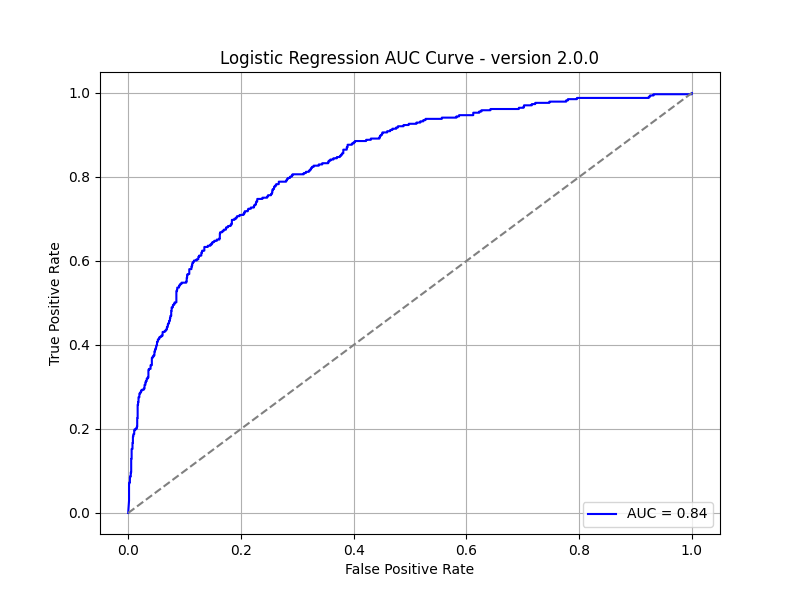 Logistic Regression AUC Curve - version 2.0.0
1.0
0.8
0.6
0.4
0.2
0.0
True Positive Rate
AUC = 0.84
0.0 0.2 0.4 0.6 0.8 1.0
False Positive Rate